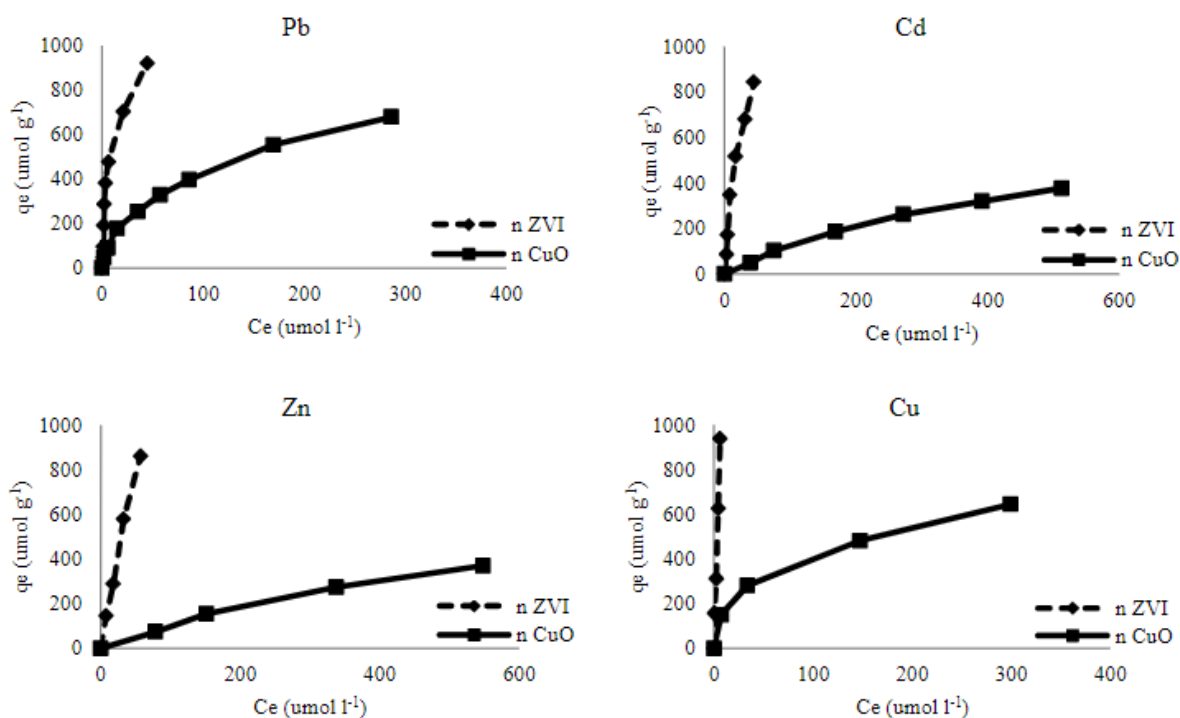 Pb
1000
800
600
400
200
0
qe (umol g⁻¹)
0 100 200 300 400
Ce (umol l⁻¹)
n ZVI
n CuO
Cd
1000
800
600
400
200
0
qe (umol g⁻¹)
0 200 400 600
Ce (umol l⁻¹)
n ZVI
n CuO
Zn
1000
800
600
400
200
0
qe (umol g⁻¹)
0 200 400 600
Ce (umol l⁻¹)
n ZVI
n CuO
Cu
1000
800
600
400
200
0
qe (umol g⁻¹)
0 100 200 300 400
Ce (umol l⁻¹)
n ZVI
n CuO